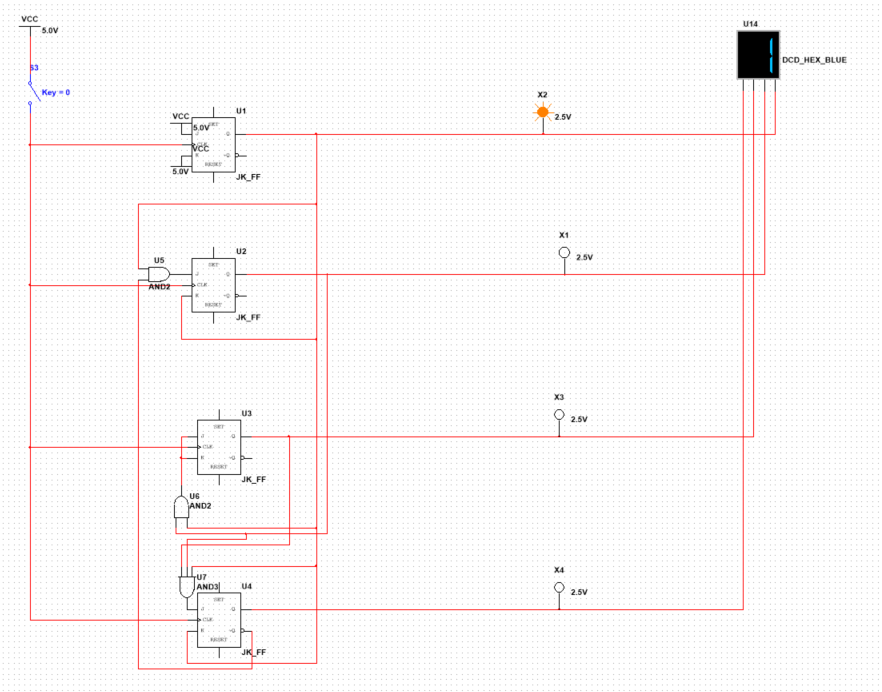 VCC
5.0V
S3
Key = 0
U14
DCD_HEX_BLUE
X2
2.5V
U1
VCC
5.0V
SET
J
Q
CLK
VCC
K
~Q
RESET
5.0V
JK_FF
X1
2.5V
U2
SET
U5
J
Q
CLK
AND2
K
~Q
RESET
JK_FF
X3
2.5V
U3
SET
J
Q
CLK
K
~Q
RESET
JK_FF
U6
AND2
X4
2.5V
U7
AND3
U4
SET
J
Q
CLK
K
~Q
RESET
JK_FF
1